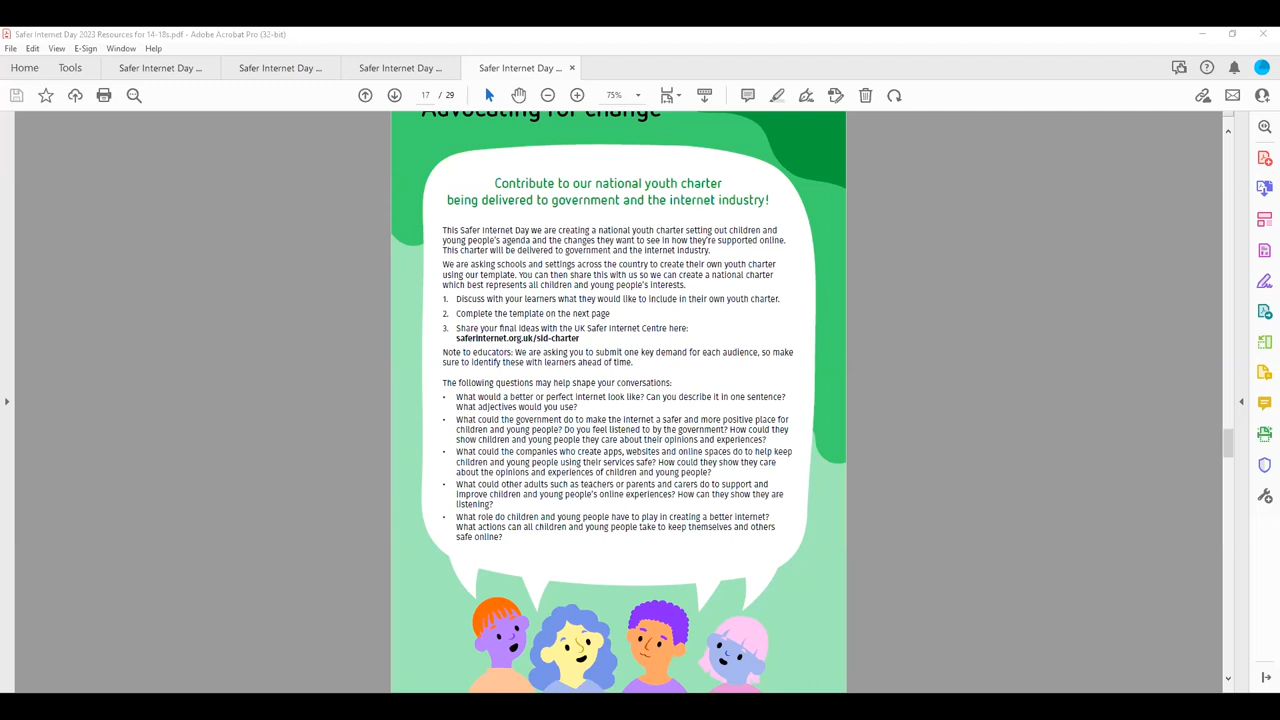 Safer Internet Day 2023 Resources for 14-18s.pdf - Adobe Acrobat Pro (32-bit)
File Edit View E-Sign Window Help
Home Tools Safer Internet Day ... Safer Internet Day ... Safer Internet Day ... Safer Internet Day ... ×
17 / 29 75%
Advocating for change
Contribute to our national youth charter
being delivered to government and the internet industry!
This Safer Internet Day we are creating a national youth charter setting out children and
young people's agenda and the changes they want to see in how they're supported online.
This charter will be delivered to government and the internet industry.
We are asking schools and settings across the country to create their own youth charter
using our template. You can then share this with us so we can create a national charter
which best represents all children and young people's interests.
1. Discuss with your learners what they would like to include in their own youth charter.
2. Complete the template on the next page
3. Share your final ideas with the UK Safer Internet Centre here:
saferinternet.org.uk/sid-charter
Note to educators: We are asking you to submit one key demand for each audience, so make
sure to identify these with learners ahead of time.
The following questions may help shape your conversations:
• What would a better or perfect internet look like? Can you describe it in one sentence?
What adjectives would you use?
• What could the government do to make the internet a safer and more positive place for
children and young people? Do you feel listened to by the government? How could they
show children and young people they care about their opinions and experiences?
• What could the companies who create apps, websites and online spaces do to help keep
children and young people using their services safe? How could they show they care
about the opinions and experiences of children and young people?
• What could other adults such as teachers or parents and carers do to support and
improve children and young people's online experiences? How can they show they are
listening?
• What role do children and young people have to play in creating a better internet?
What actions can all children and young people take to keep themselves and others
safe online?